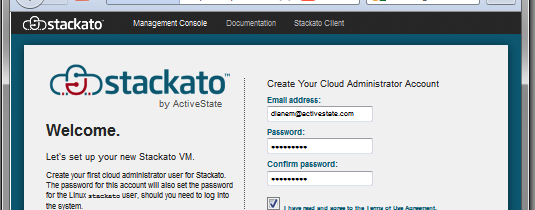 stackato
Management Console
Documentation
Stackato Client
stackato™
by ActiveState
Welcome.
Let's set up your new Stackato VM.
Create your first cloud administrator user for Stackato.
The password for this account will also set the password
for the Linux stackato user, should you need to log into
the system.
Create Your Cloud Administrator Account
Email address:
dianem@activestate.com
Password:
•••••••••
Confirm password:
•••••••••
I have read and agree to the Terms of Use Agreement.